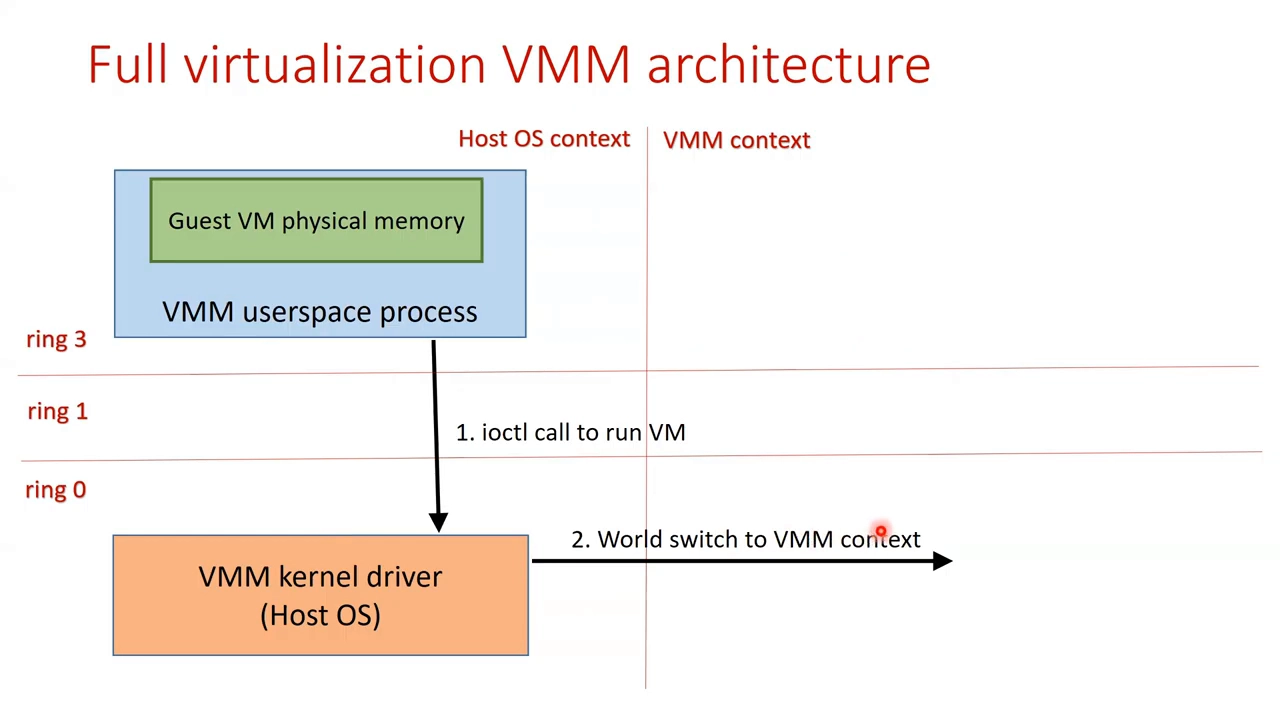 Full virtualization VMM architecture
Host OS context
VMM context
Guest VM physical memory
VMM userspace process
ring 3
ring 1
1. ioctl call to run VM
ring 0
2. World switch to VMM context
VMM kernel driver
(Host OS)